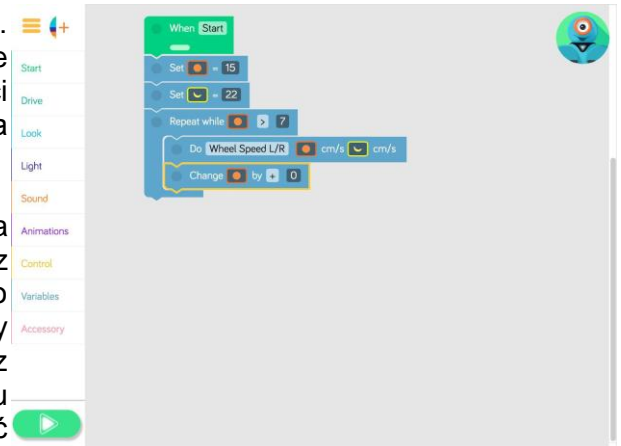 Start
Drive
Look
Light
Sound
Animations
Control
Variables
Accessory
When Start
Set = 15
Set = 22
Repeat while > 7
Do Wheel Speed L/R cm/s cm/s
Change by + 0